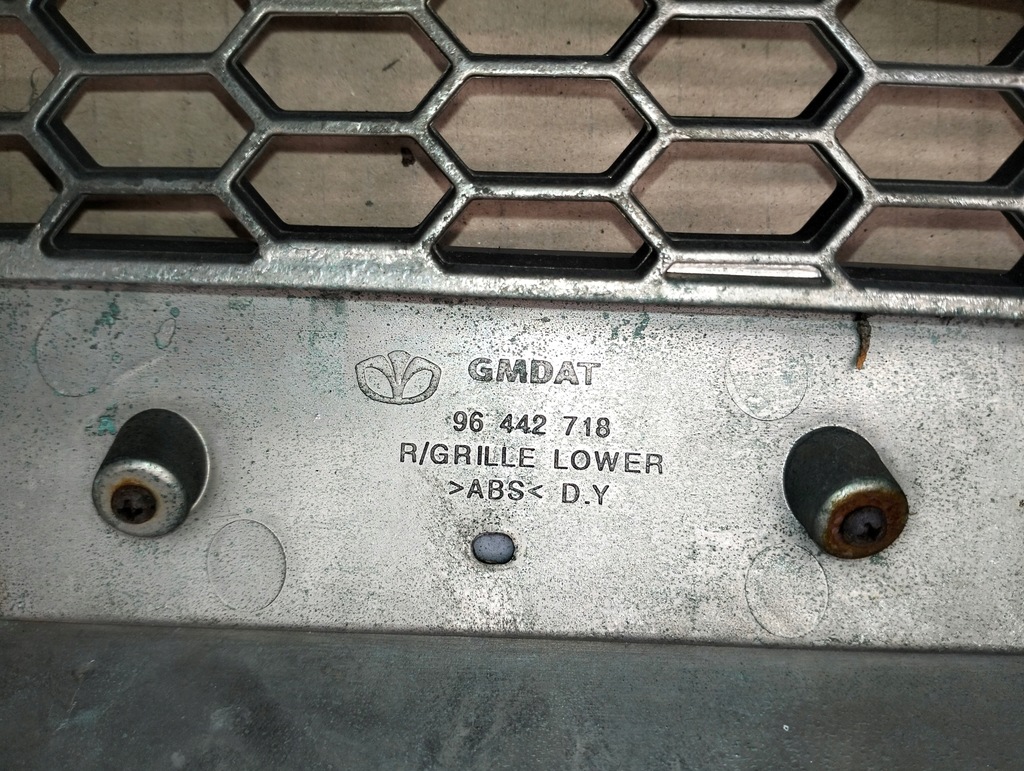 GMDAT
96 442 718
R/GRILLE LOWER
>ABS< D.Y